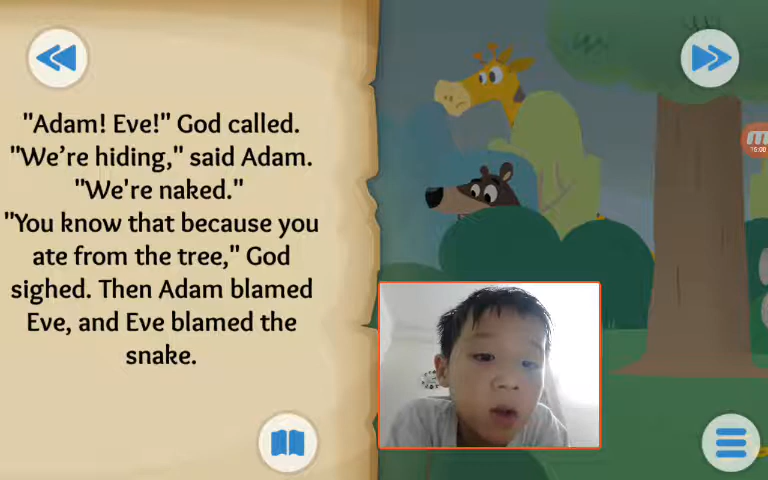 "Adam! Eve!" God called.
"We're hiding," said Adam.
"We're naked."
"You know that because you
ate from the tree," God
sighed. Then Adam blamed
Eve, and Eve blamed the
snake.